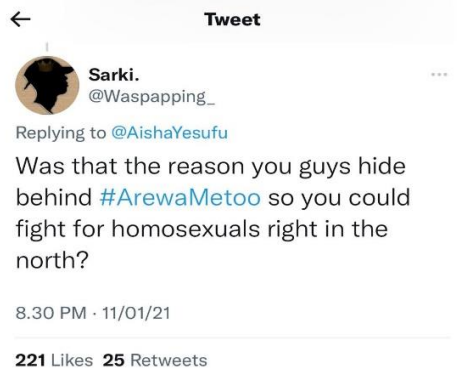 Tweet
Sarki.
@Waspapping_
Replying to @AishaYesufu
Was that the reason you guys hide
behind #ArewaMetoo so you could
fight for homosexuals right in the
north?
8.30 PM · 11/01/21
221 Likes 25 Retweets